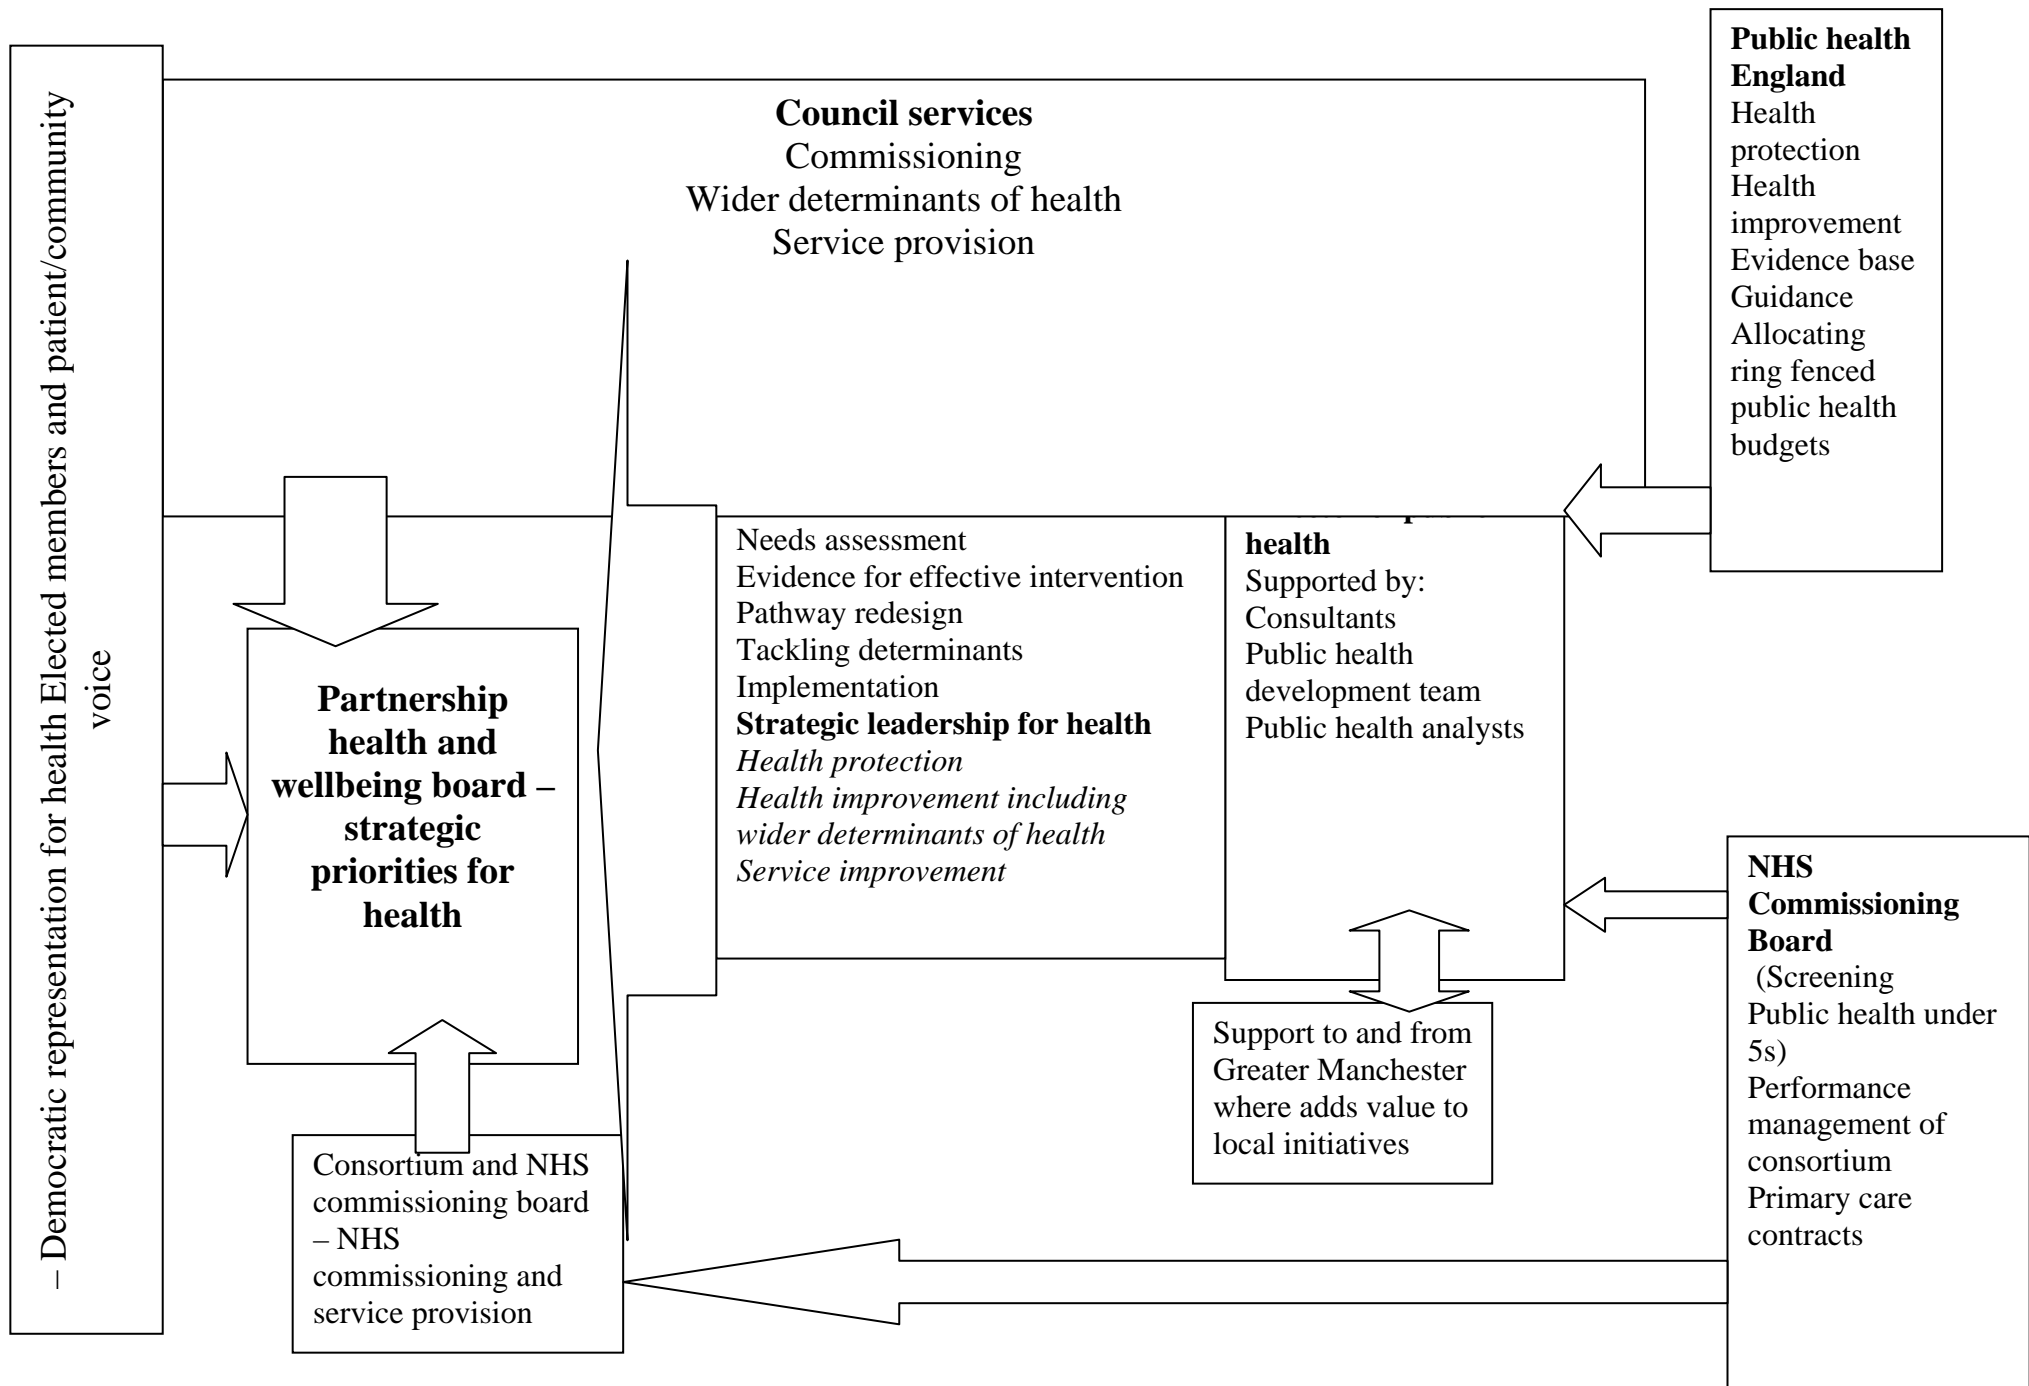 – Democratic representation for health Elected members and patient/community
voice
Council services
Commissioning
Wider determinants of health
Service provision
Public health
England
Health
protection
Health
improvement
Evidence base
Guidance
Allocating
ring fenced
public health
budgets
Partnership
health and
wellbeing board –
strategic
priorities for
health
Needs assessment
Evidence for effective intervention
Pathway redesign
Tackling determinants
Implementation
Strategic leadership for health
Health protection
Health improvement including
wider determinants of health
Service improvement
health
Supported by:
Consultants
Public health
development team
Public health analysts
Support to and from
Greater Manchester
where adds value to
local initiatives
NHS
Commissioning
Board
(Screening
Public health under
5s)
Performance
management of
consortium
Primary care
contracts
Consortium and NHS
commissioning board
– NHS
commissioning and
service provision